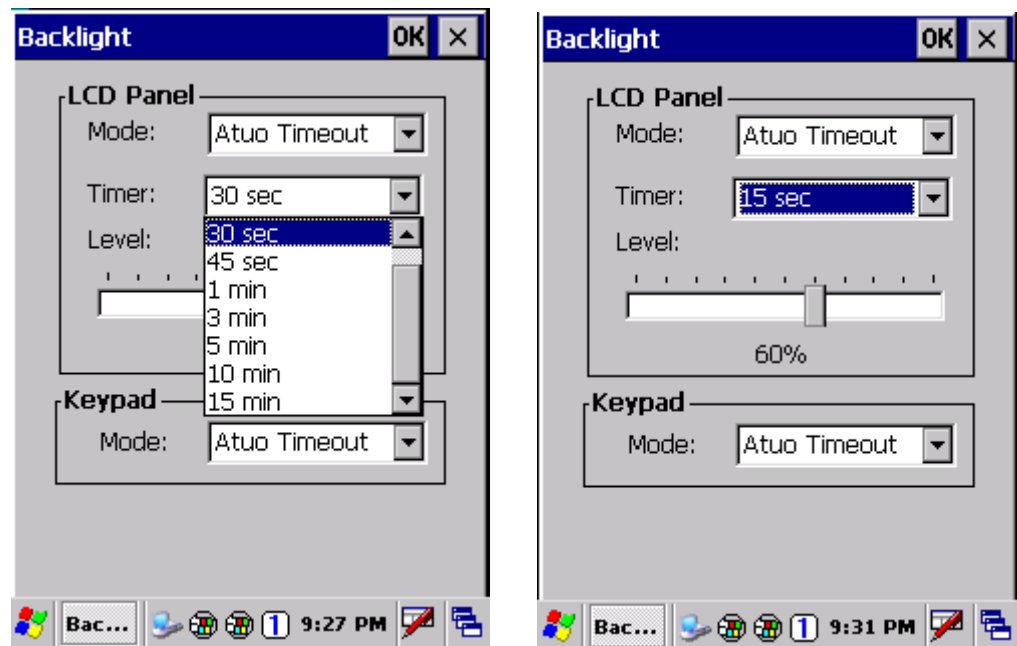 Backlight OK
LCD Panel
Mode: Atuo Timeout
Timer: 30 sec
30 sec
Level:
45 sec
1 min
3 min
5 min
10 min
15 min
Keypad
Mode: Atuo Timeout
Bac... 1 9:27 PM
Backlight OK
LCD Panel
Mode: Atuo Timeout
Timer: 15 sec
Level:
60%
Keypad
Mode: Atuo Timeout
Bac... 1 9:31 PM